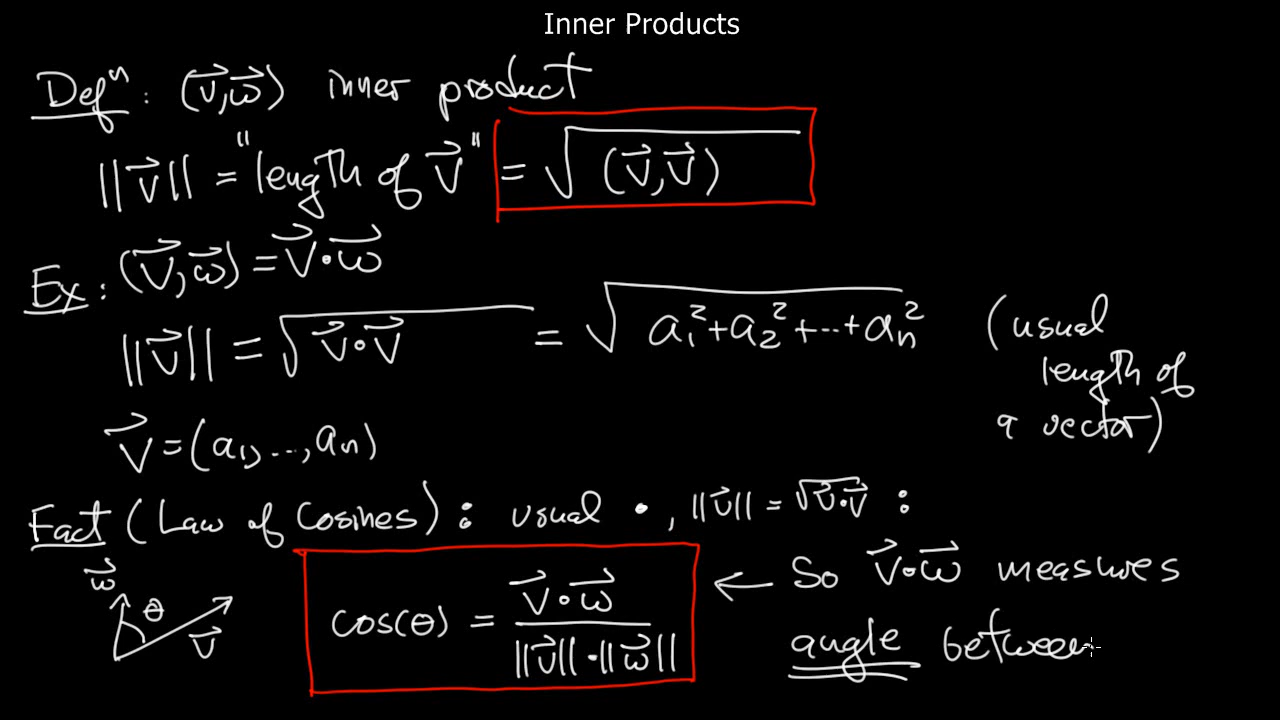 Inner Products
Defⁿ: (v⃗,w⃗) inner product
||v⃗|| = "length of v⃗" = √(v⃗,v⃗)
Ex: (v⃗,w⃗) = v⃗·w⃗
||v⃗|| = √v⃗·v⃗ = √a₁²+a₂²+···+aₙ² (usual
length of
a vector)
v⃗ = (a₁,...,aₙ)
Fact (Law of Cosines): usual ·, ||v⃗|| = √v⃗·v⃗ :
w⃗ θ v⃗
cos(θ) = v⃗·w⃗ / ||v⃗||·||w⃗|| ← So v⃗·w⃗ measures
angle between